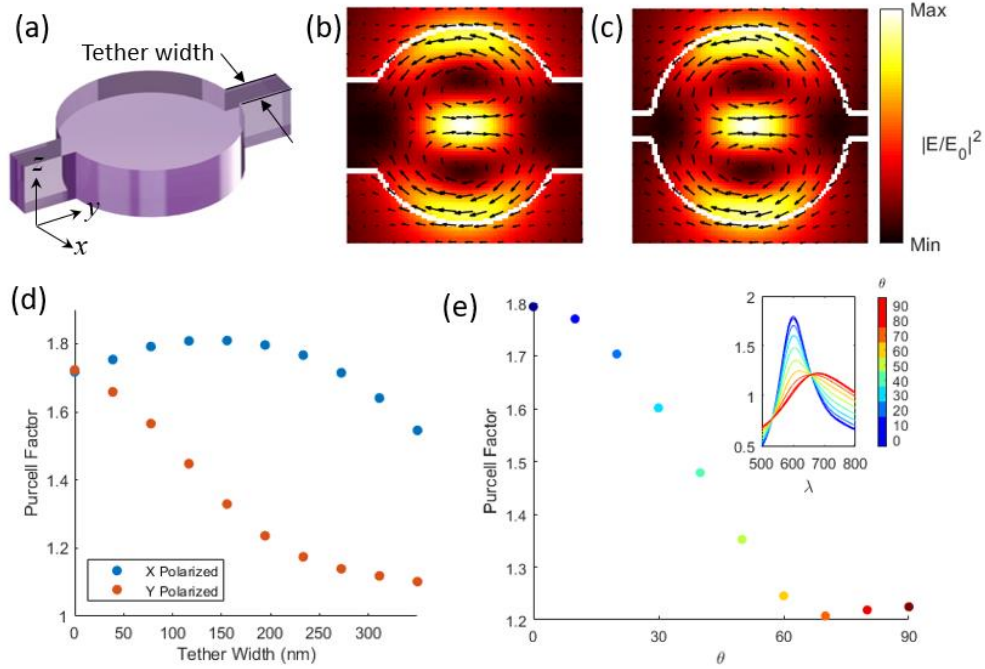 (a)
Tether width
z
y
x
(b)
(c)
Max
|E/E₀|²
Min
(d)
Purcell Factor
1.8
1.6
1.4
1.2
1
0
50
100
150
200
250
300
Tether Width (nm)
X Polarized
Y Polarized
(e)
Purcell Factor
1.8
1.7
1.6
1.5
1.4
1.3
1.2
0
30
60
90
θ
2
1.5
1
0.5
500
600
700
800
λ
θ
90
80
70
60
50
40
30
20
10
0